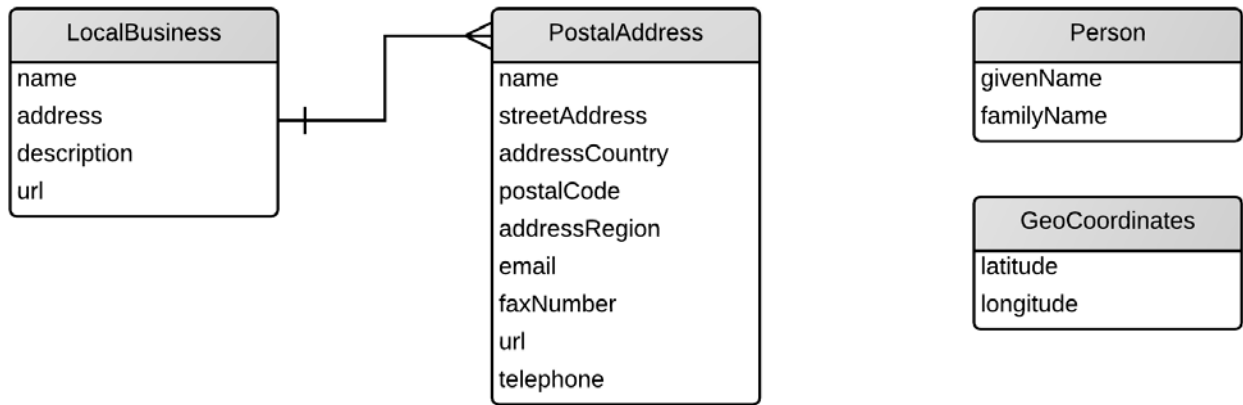 LocalBusiness
name
address
description
url
PostalAddress
name
streetAddress
addressCountry
postalCode
addressRegion
email
faxNumber
url
telephone
Person
givenName
familyName
GeoCoordinates
latitude
longitude